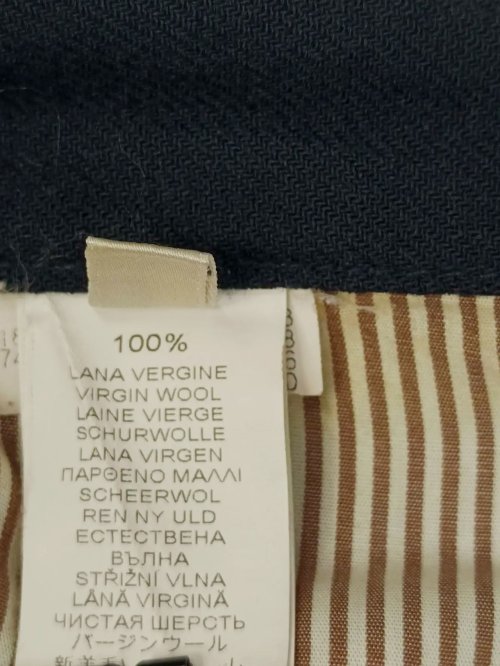 100%
LANA VERGINE
VIRGIN WOOL
LAINE VIERGE
SCHURWOLLE
LANA VIRGEN
ΠΑΡΘΕΝΟ ΜΑΛΛΙ
SCHEERWOL
REN NY ULD
ЕСТЕСТВЕНА
ВЪЛНА
STŘIŽNÍ VLNA
LÂNĂ VIRGINĂ
ЧИСТАЯ ШЕРСТЬ
バージンウール